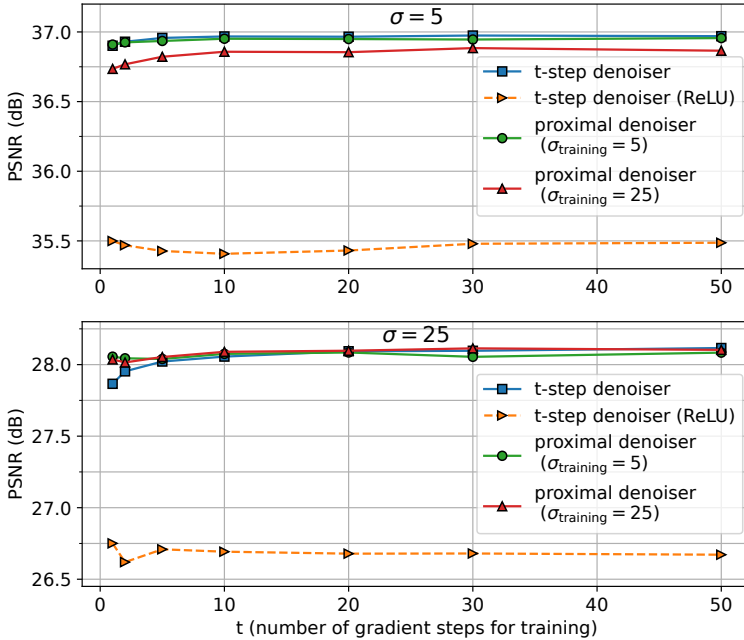 σ = 5
37.0
36.5
36.0
35.5
PSNR (dB)
t-step denoiser
t-step denoiser (ReLU)
proximal denoiser
(σtraining = 5)
proximal denoiser
(σtraining = 25)
0 10 20 30 40 50
σ = 25
28.0
27.5
27.0
26.5
PSNR (dB)
t-step denoiser
t-step denoiser (ReLU)
proximal denoiser
(σtraining = 5)
proximal denoiser
(σtraining = 25)
0 10 20 30 40 50
t (number of gradient steps for training)